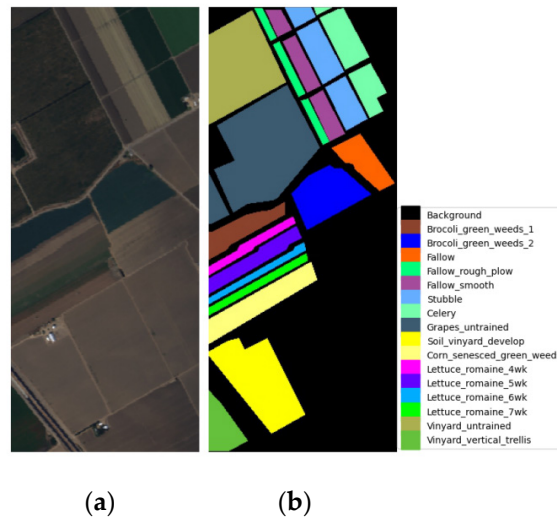 Background
Brocoli_green_weeds_1
Brocoli_green_weeds_2
Fallow
Fallow_rough_plow
Fallow_smooth
Stubble
Celery
Grapes_untrained
Soil_vinyard_develop
Corn_senesced_green_weed
Lettuce_romaine_4wk
Lettuce_romaine_5wk
Lettuce_romaine_6wk
Lettuce_romaine_7wk
Vinyard_untrained
Vinyard_vertical_trellis
(a) (b)